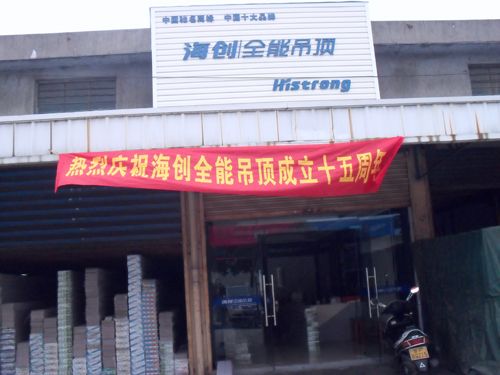 中国驰名商标 中国十大品牌
海创全能吊顶
Histrong
热烈庆祝海创全能吊顶成立十五周年